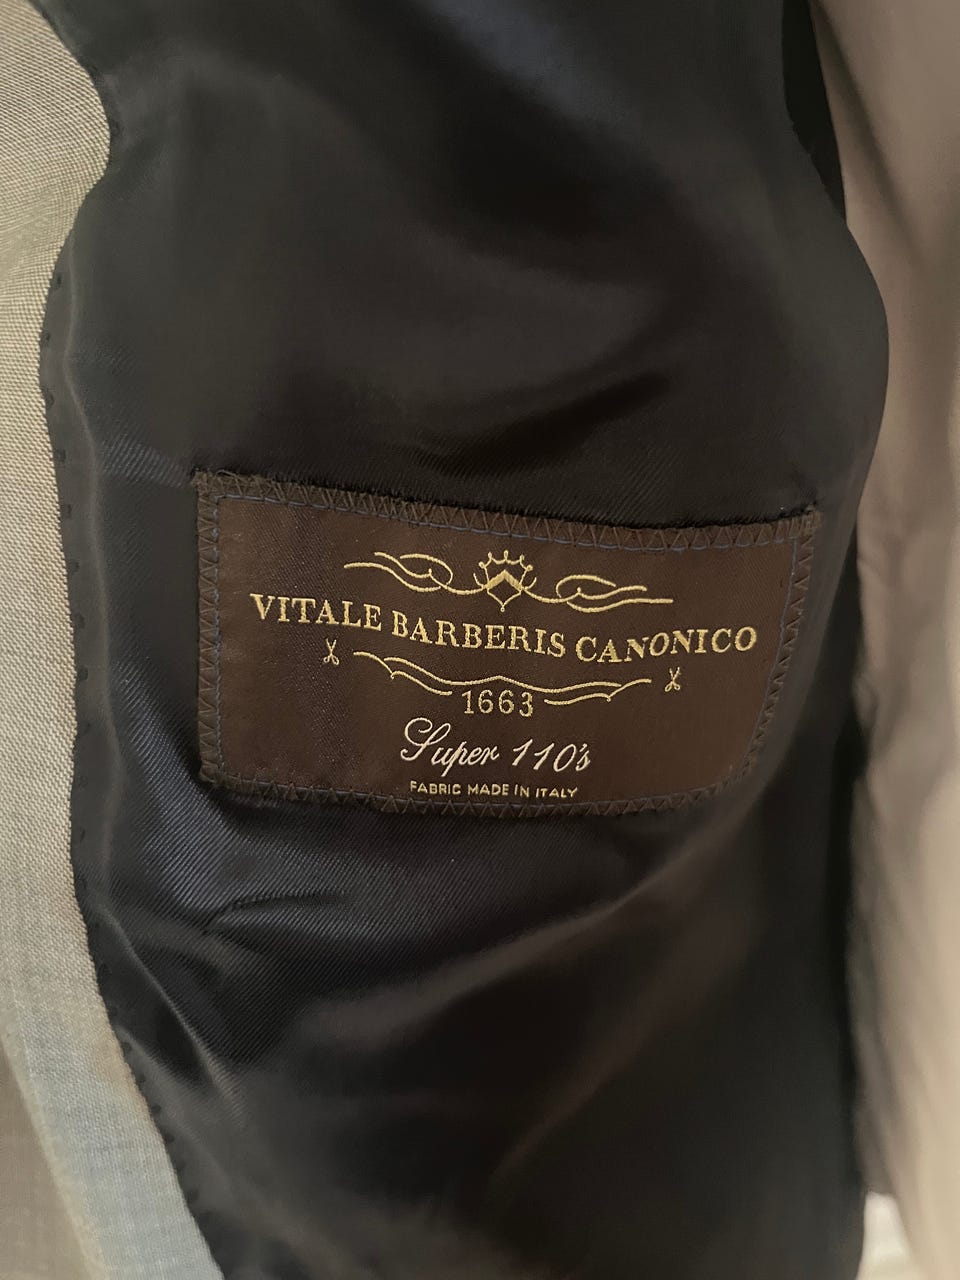 VITALE BARBERIS CANONICO
1663
Super 110's
FABRIC MADE IN ITALY